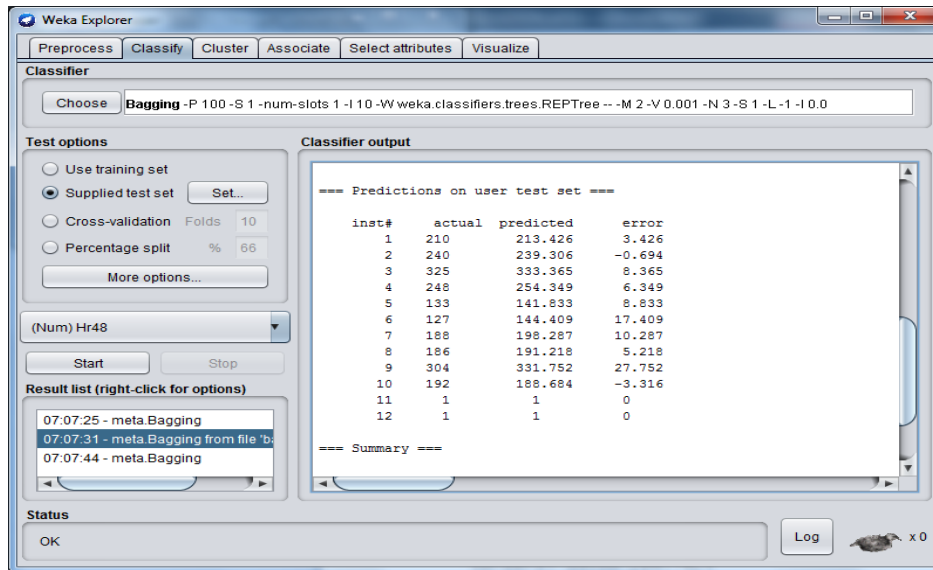 Weka Explorer
Preprocess Classify Cluster Associate Select attributes Visualize
Classifier
Choose Bagging -P 100 -S 1 -num-slots 1 -I 10 -W weka.classifiers.trees.REPTree -- -M 2 -V 0.001 -N 3 -S 1 -L -1 -I 0.0
Test options
Use training set
Supplied test set Set...
Cross-validation Folds 10
Percentage split % 66
More options...
(Num) Hr48
Start Stop
Result list (right-click for options)
07:07:25 - meta.Bagging
07:07:31 - meta.Bagging from file 'ba
07:07:44 - meta.Bagging
Classifier output
=== Predictions on user test set ===
inst# actual predicted error
1 210 213.426 3.426
2 240 239.306 -0.694
3 325 333.365 8.365
4 248 254.349 6.349
5 133 141.833 8.833
6 127 144.409 17.409
7 188 198.287 10.287
8 186 191.218 5.218
9 304 331.752 27.752
10 192 188.684 -3.316
11 1 1 0
12 1 1 0
=== Summary ===
Status
OK
Log x 0